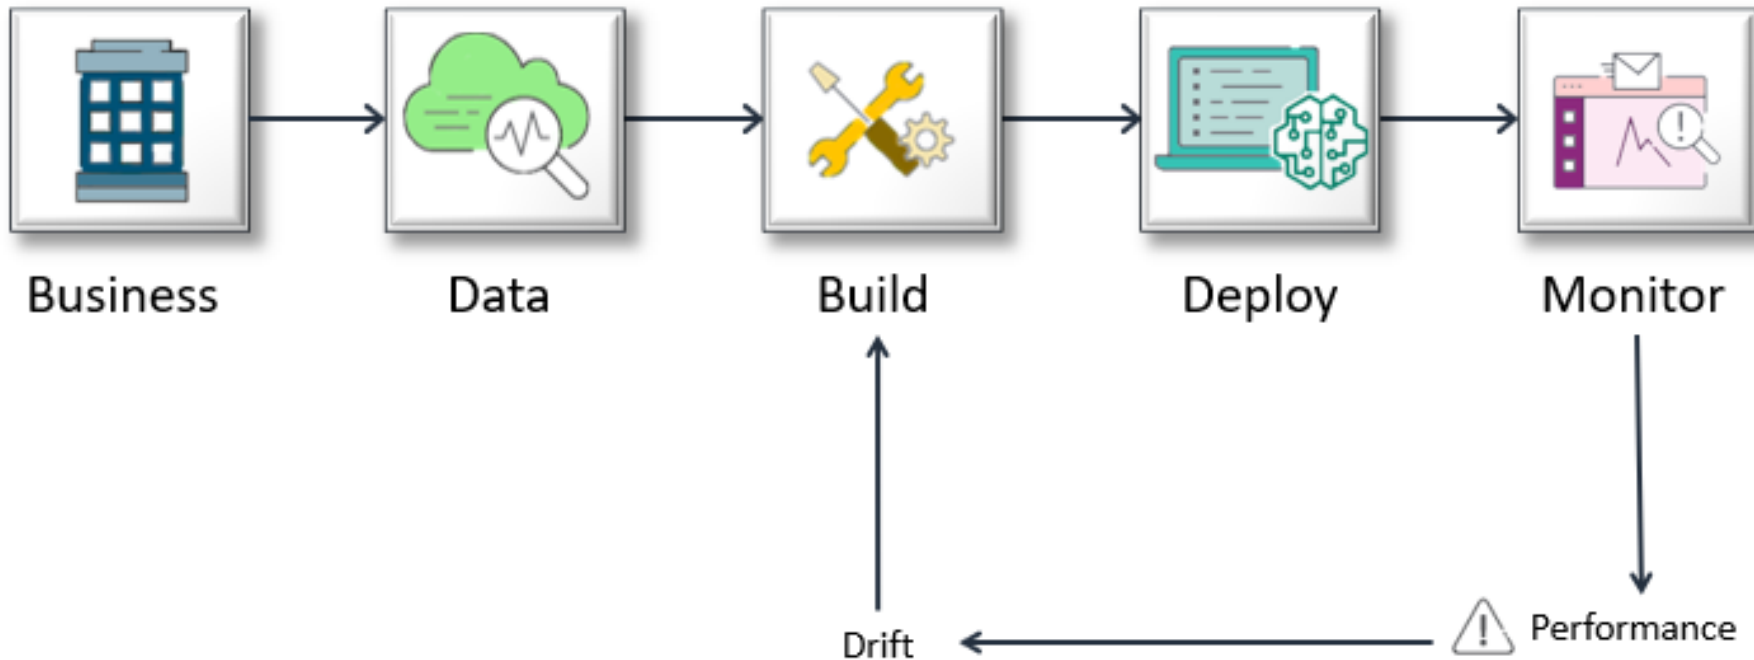 Business
Data
Build
Deploy
Monitor
Performance
Drift